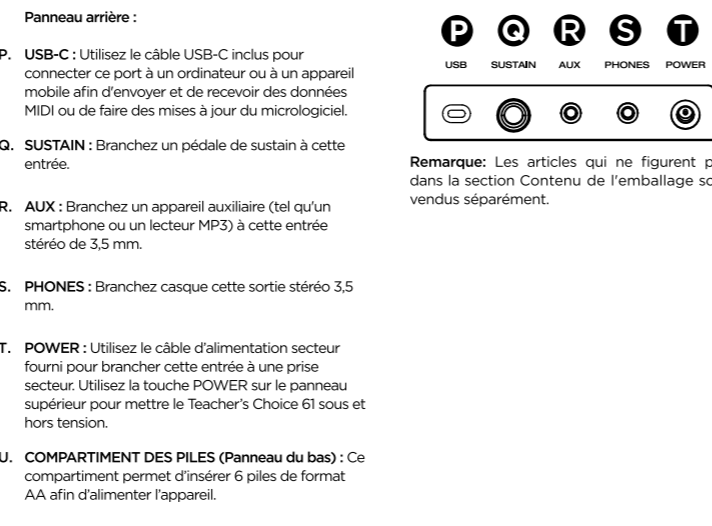 Panneau arrière :
P. USB-C : Utilisez le câble USB-C inclus pour
connecter ce port à un ordinateur ou à un appareil
mobile afin d'envoyer et de recevoir des données
MIDI ou de faire des mises à jour du micrologiciel.
Q. SUSTAIN : Branchez un pédale de sustain à cette
entrée.
R. AUX : Branchez un appareil auxiliaire (tel qu'un
smartphone ou un lecteur MP3) à cette entrée
stéréo de 3,5 mm.
S. PHONES : Branchez casque cette sortie stéréo 3,5
mm.
T. POWER : Utilisez le câble d'alimentation secteur
fourni pour brancher cette entrée à une prise
secteur. Utilisez la touche POWER sur le panneau
supérieur pour mettre le Teacher's Choice 61 sous et
hors tension.
U. COMPARTIMENT DES PILES (Panneau du bas) : Ce
compartiment permet d'insérer 6 piles de format
AA afin d'alimenter l'appareil.
P Q R S T
USB SUSTAIN AUX PHONES POWER
Remarque: Les articles qui ne figurent p
dans la section Contenu de l'emballage so
vendus séparément.